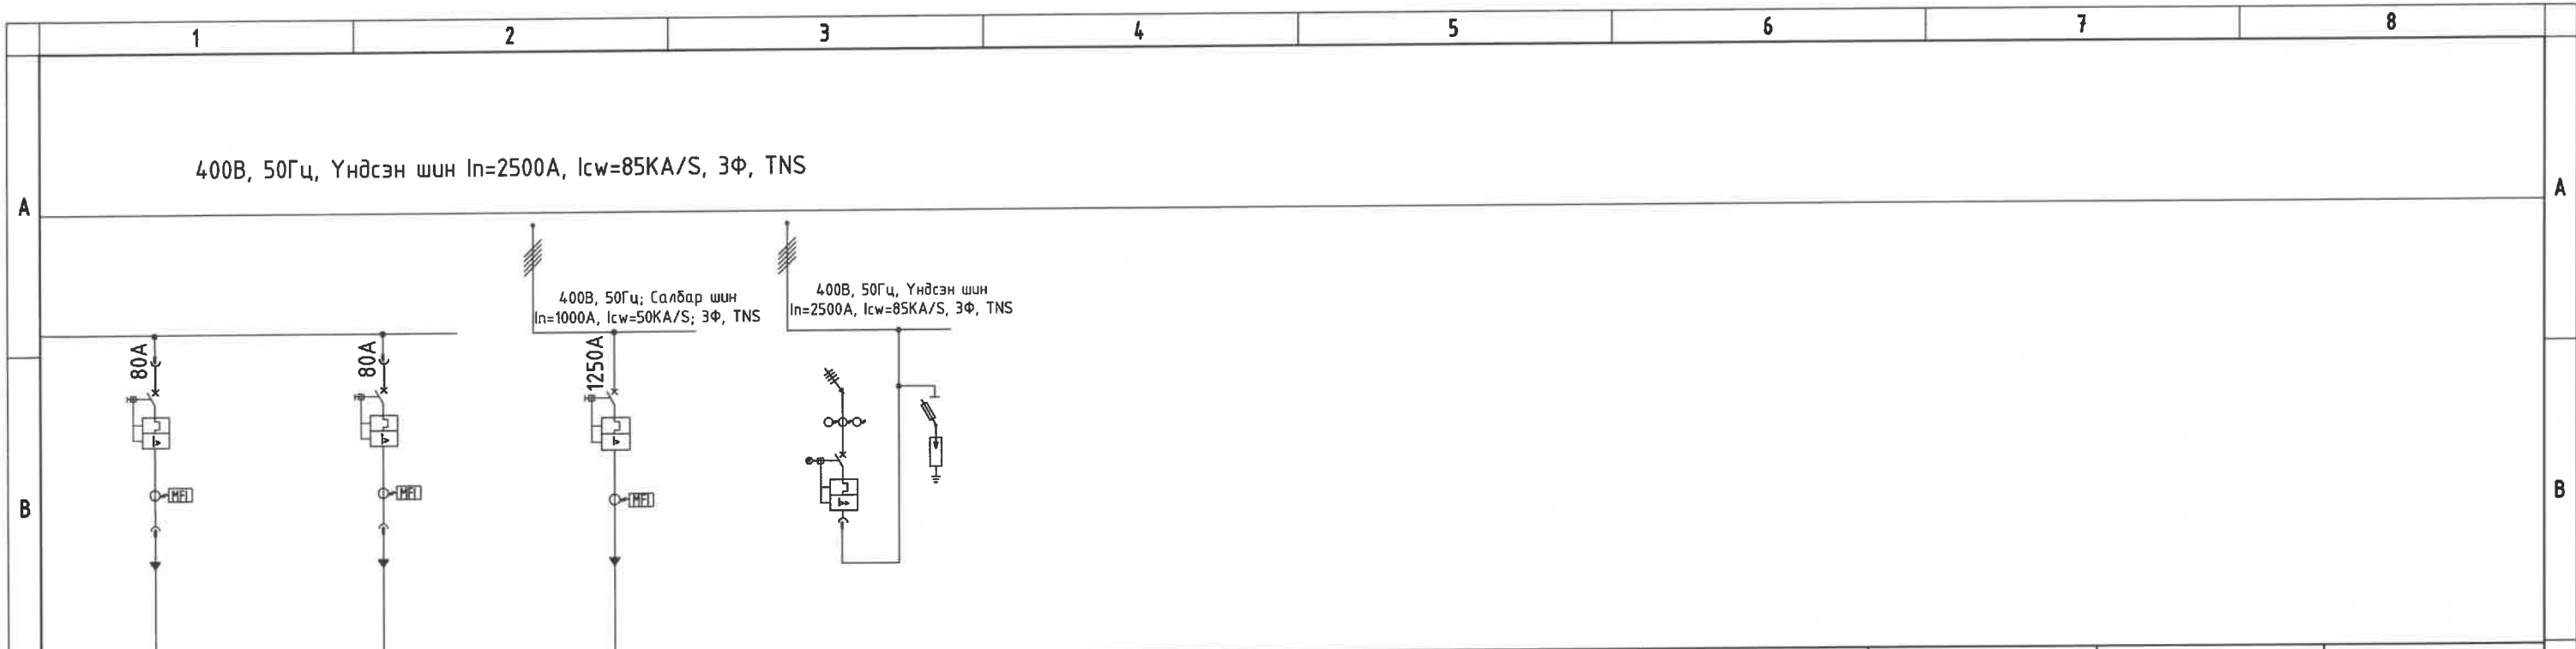 1 2 3 4 5 6 7 8
400В, 50Гц, Үндсэн шин In=2500A, Icw=85KA/S, 3Ф, TNS
A A
400В, 50Гц; Салбар шин
In=1000A, Icw=50KA/S; 3Ф, TNS
400В, 50Гц, Үндсэн шин
In=2500A, Icw=85KA/S, 3Ф, TNS
80A
80A
1250A
MFI
MFI
MFI
B B